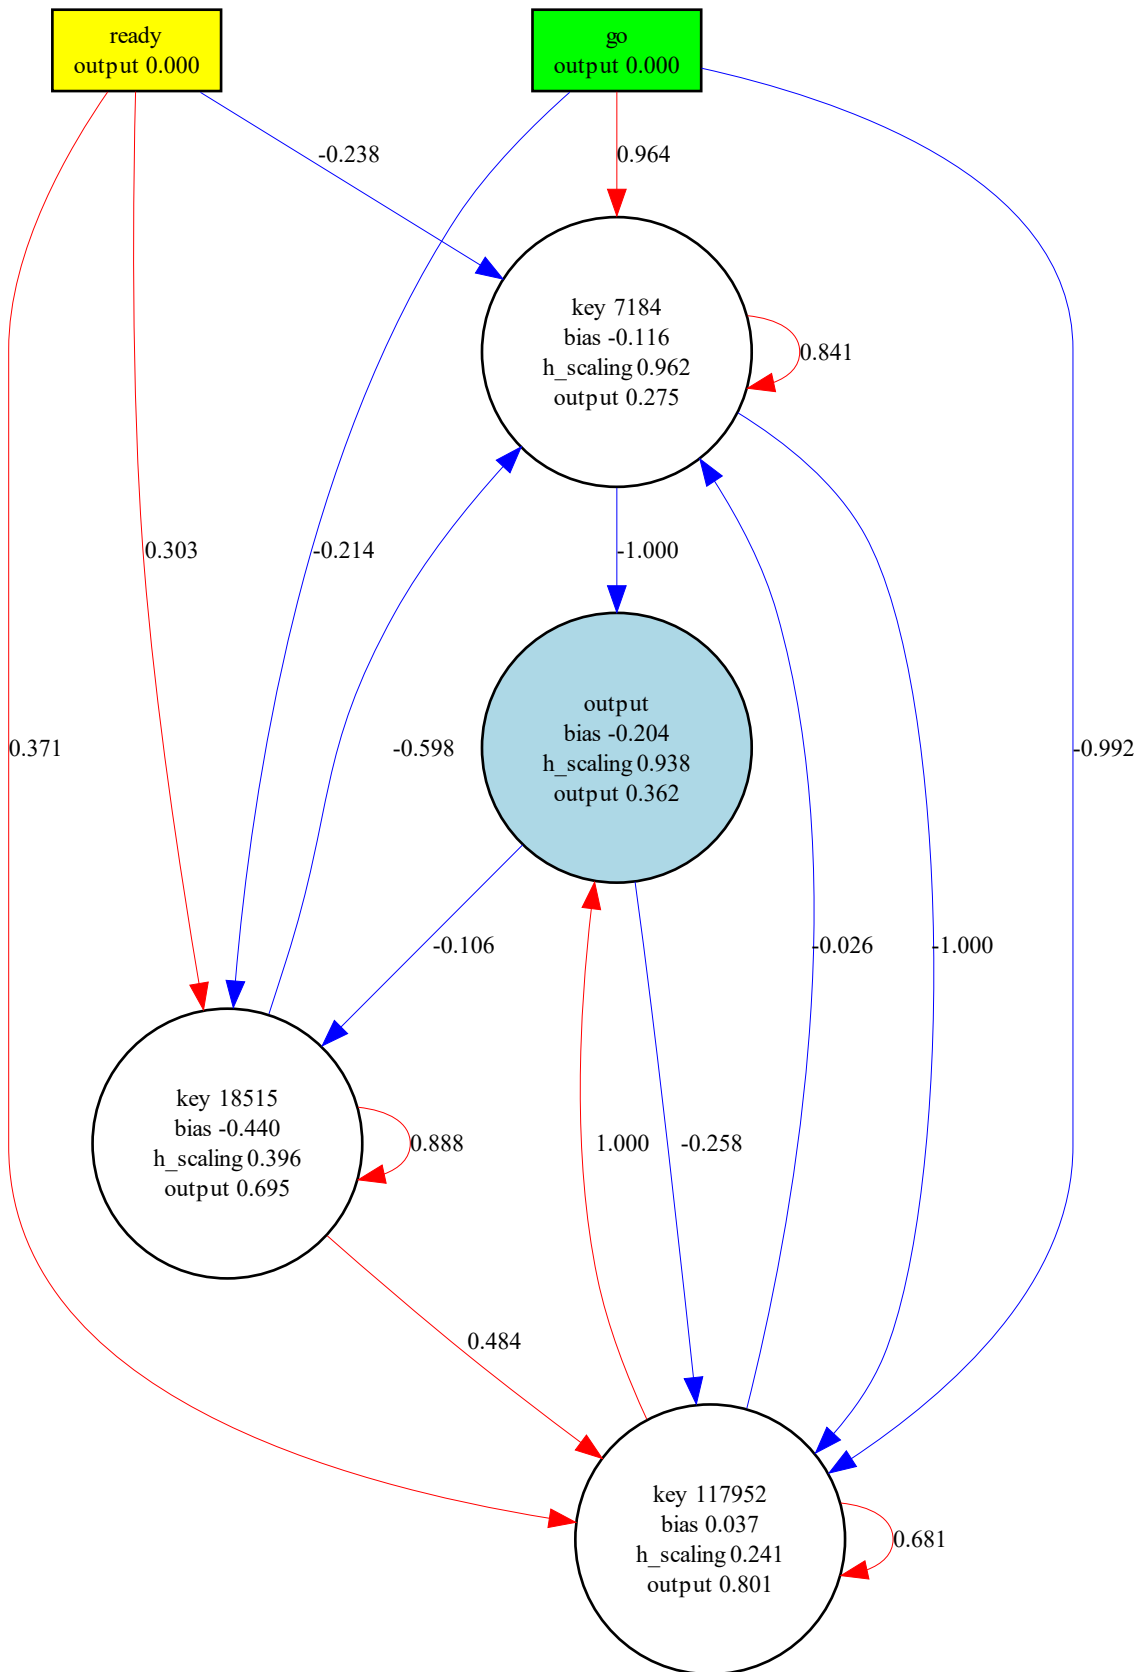 ready
output 0.000
go
output 0.000
-0.238
0.964
key 7184
bias -0.116
h_scaling 0.962
output 0.275
0.841
0.303
-0.214
-1.000
output
bias -0.204
h_scaling 0.938
output 0.362
0.371
-0.598
-0.992
-0.106
-0.026
-1.000
key 18515
bias -0.440
h_scaling 0.396
output 0.695
0.888
1.000
-0.258
0.484
key 117952
bias 0.037
h_scaling 0.241
output 0.801
0.681